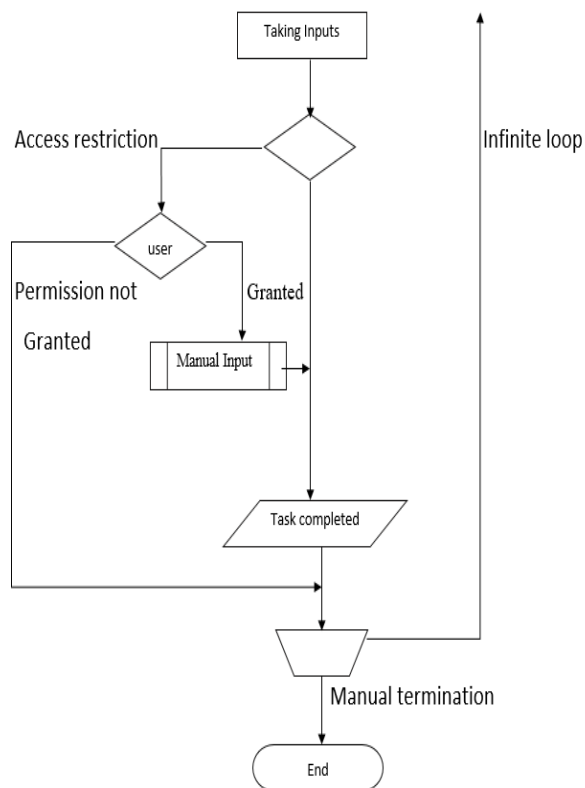 Taking Inputs
Access restriction
Infinite loop
user
Permission not
Granted
Granted
Manual Input
Task completed
Manual termination
End